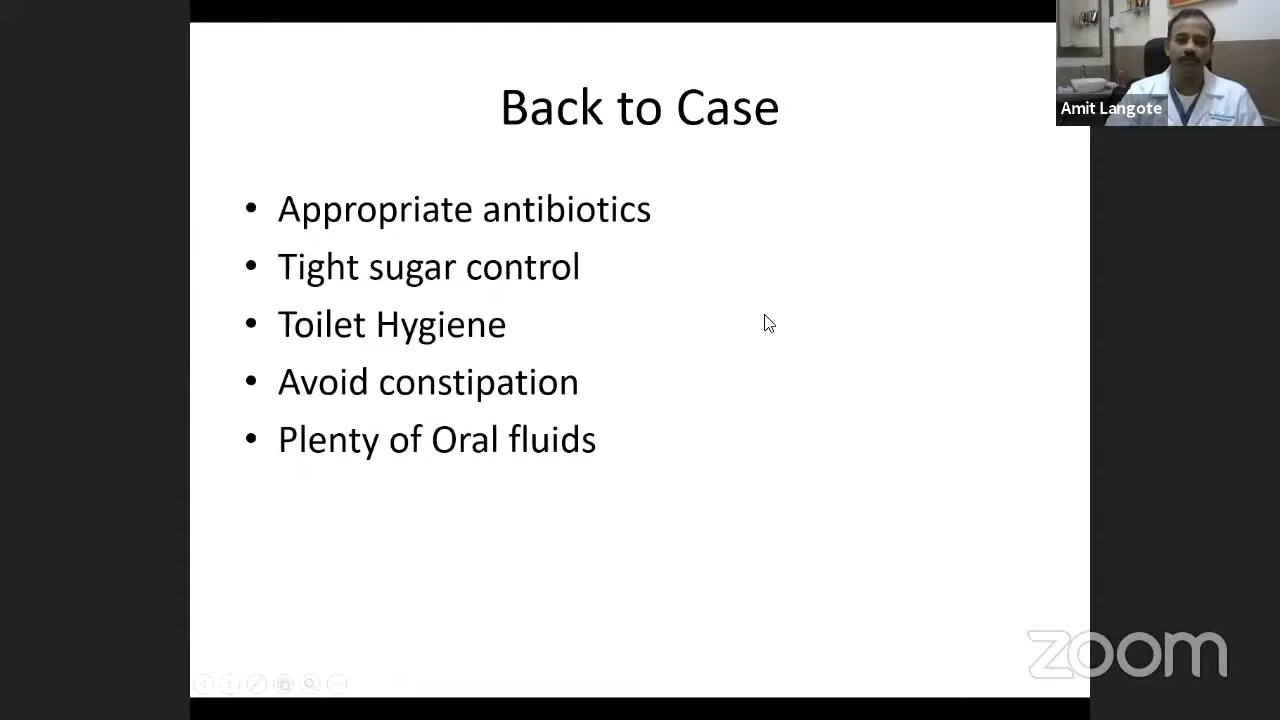 Back to Case
Amit Langote
• Appropriate antibiotics
• Tight sugar control
• Toilet Hygiene
• Avoid constipation
• Plenty of Oral fluids
zoom